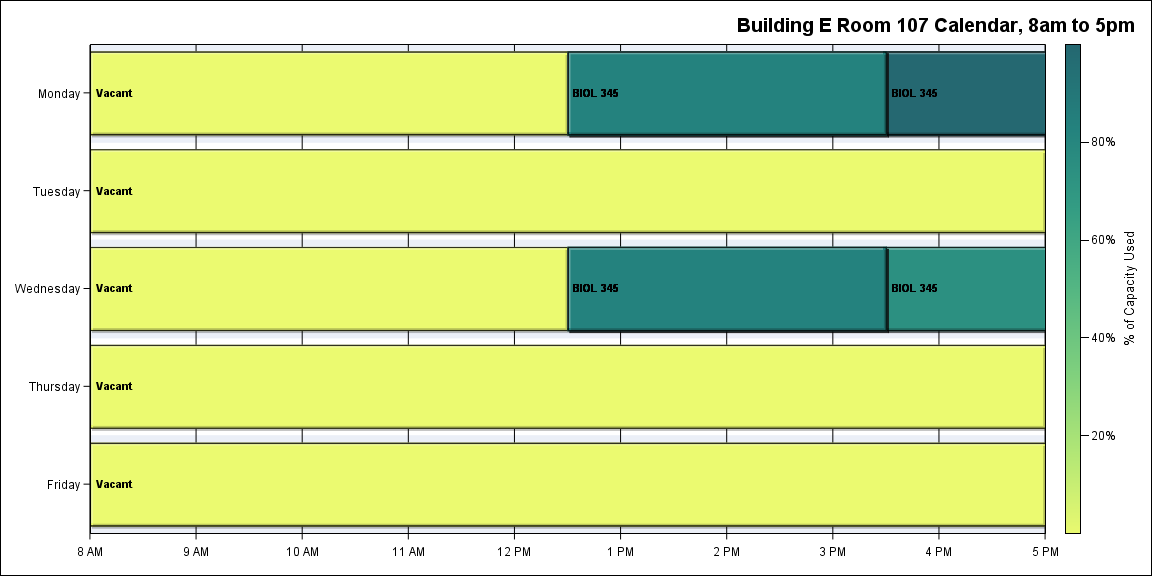 Building E Room 107 Calendar, 8am to 5pm
Monday
Vacant
BIOL 345
BIOL 345
Tuesday
Vacant
Wednesday
Vacant
BIOL 345
BIOL 345
Thursday
Vacant
Friday
Vacant
8 AM
9 AM
10 AM
11 AM
12 PM
1 PM
2 PM
3 PM
4 PM
5 PM
80%
60%
40%
20%
% of Capacity Used